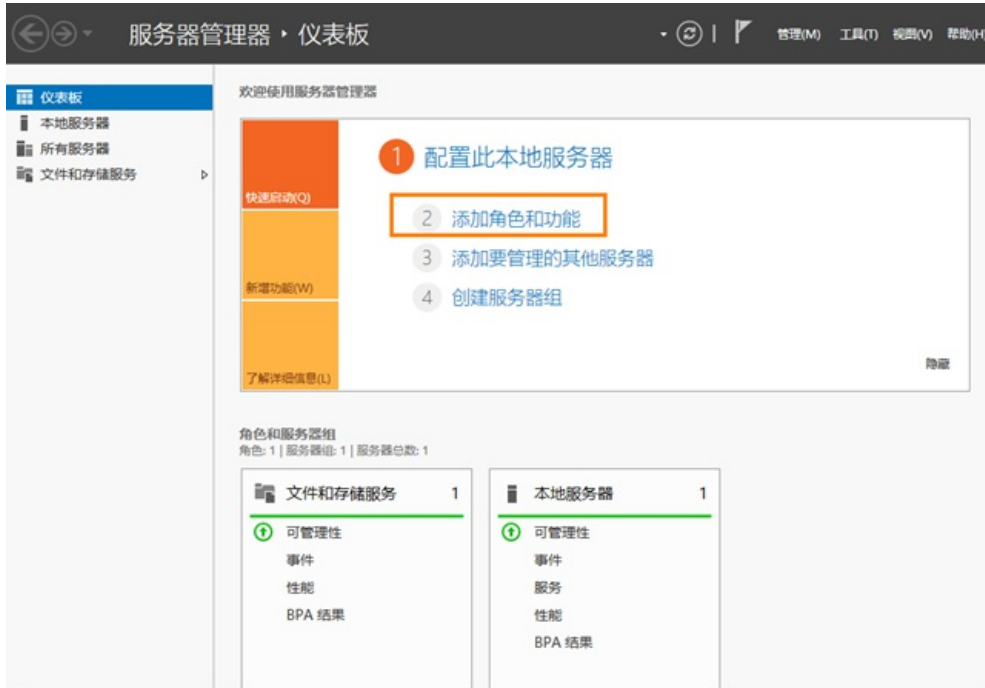 服务器管理器 · 仪表板
管理(M) 工具(T) 视图(V) 帮助(H
仪表板
本地服务器
所有服务器
文件和存储服务
欢迎使用服务器管理器
快速启动(Q)
新增功能(W)
了解详细信息(L)
1 配置此本地服务器
2 添加角色和功能
3 添加要管理的其他服务器
4 创建服务器组
隐藏
角色和服务器组
角色: 1 | 服务器组: 1 | 服务器总数: 1
文件和存储服务 1
可管理性
事件
性能
BPA 结果
本地服务器 1
可管理性
事件
服务
性能
BPA 结果